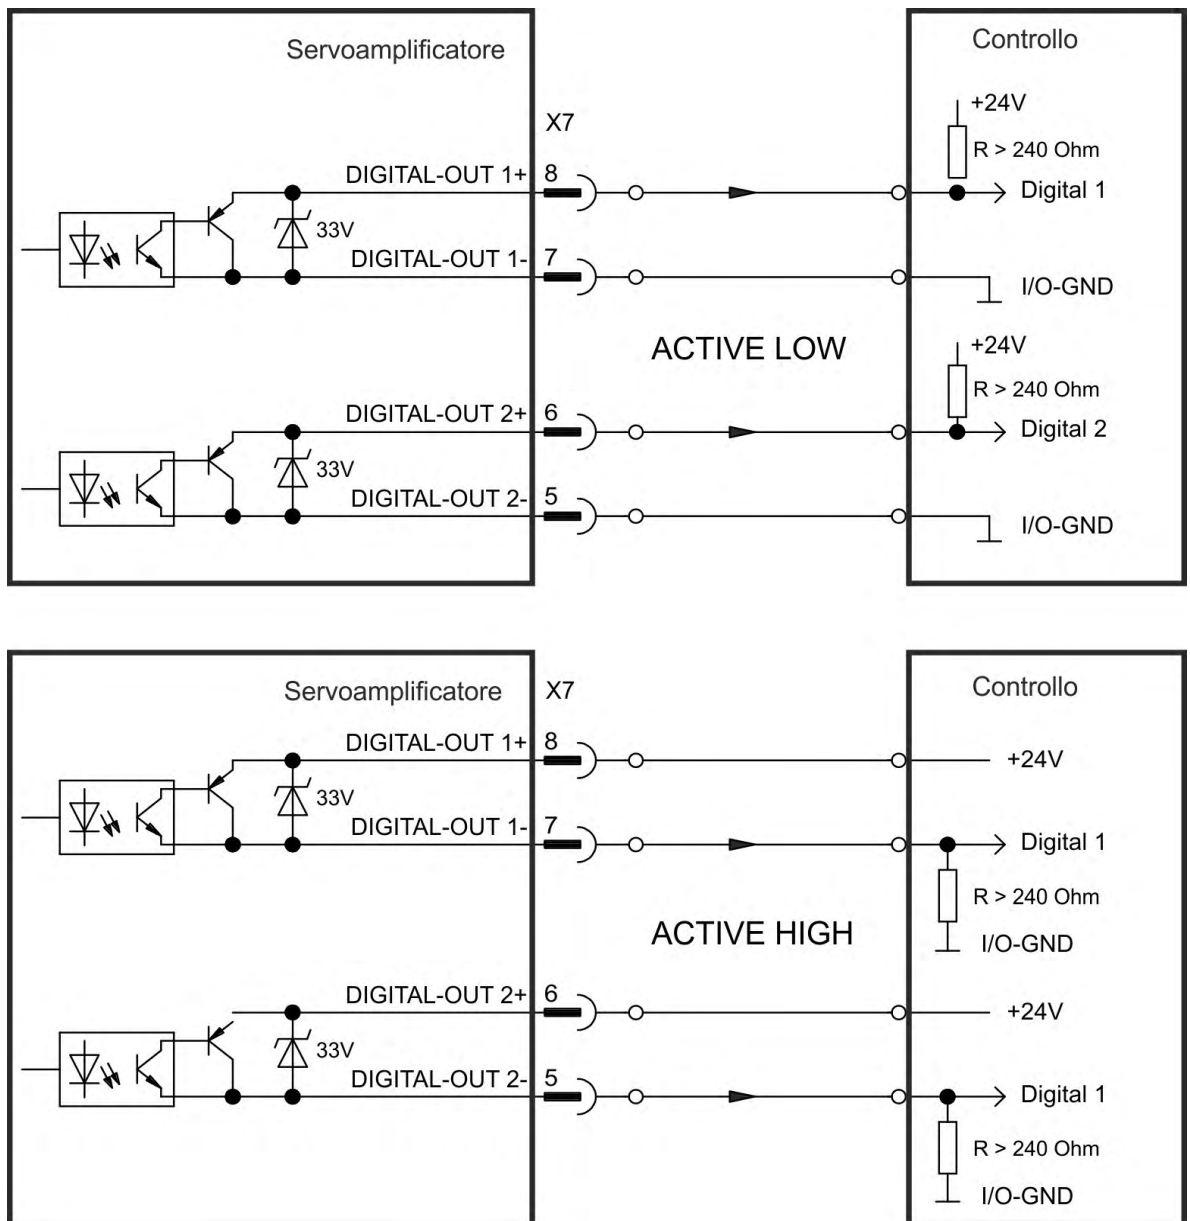 Servoamplificatore
Controllo
X7
+24V
R > 240 Ohm
DIGITAL-OUT 1+
8
Digital 1
33V
DIGITAL-OUT 1-
7
I/O-GND
ACTIVE LOW
+24V
R > 240 Ohm
DIGITAL-OUT 2+
6
Digital 2
33V
DIGITAL-OUT 2-
5
I/O-GND
Servoamplificatore
X7
Controllo
DIGITAL-OUT 1+
8
+24V
33V
DIGITAL-OUT 1-
7
Digital 1
R > 240 Ohm
ACTIVE HIGH
I/O-GND
DIGITAL-OUT 2+
6
+24V
33V
DIGITAL-OUT 2-
5
Digital 1
R > 240 Ohm
I/O-GND